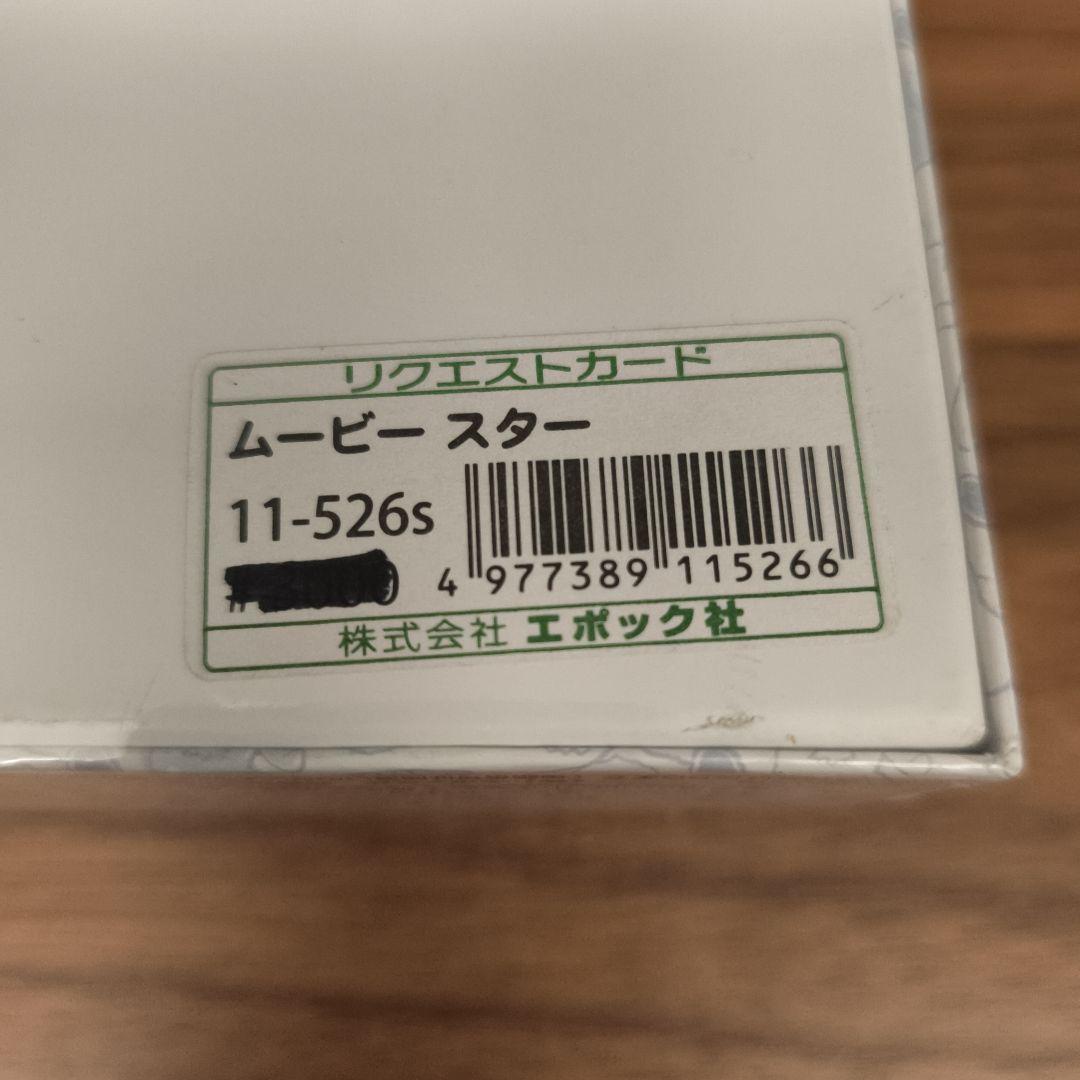 リクエストカード
ムービー スター
11-526s
4 977389 115266
株式会社 エポック社